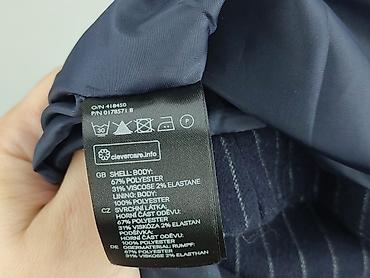 O/N 418450
P/N 0178571 8
30
clevercare.info
GB SHELL: BODY:
67% POLYESTER
31% VISCOSE 2% ELASTANE
LINING: BODY:
100% POLYESTER
CZ SVRCHNÍ LÁTKA:
HORNÍ ČÁST ODĚVU:
67% POLYESTER
31% VISKÓZA 2% ELASTAN
PODŠÍVKA:
HORNÍ ČÁST ODĚVU:
100% POLYESTER
DE OBERMATERIAL: RUMPF:
67% POLYESTER
31% VISKOSE 2% ELASTHAN